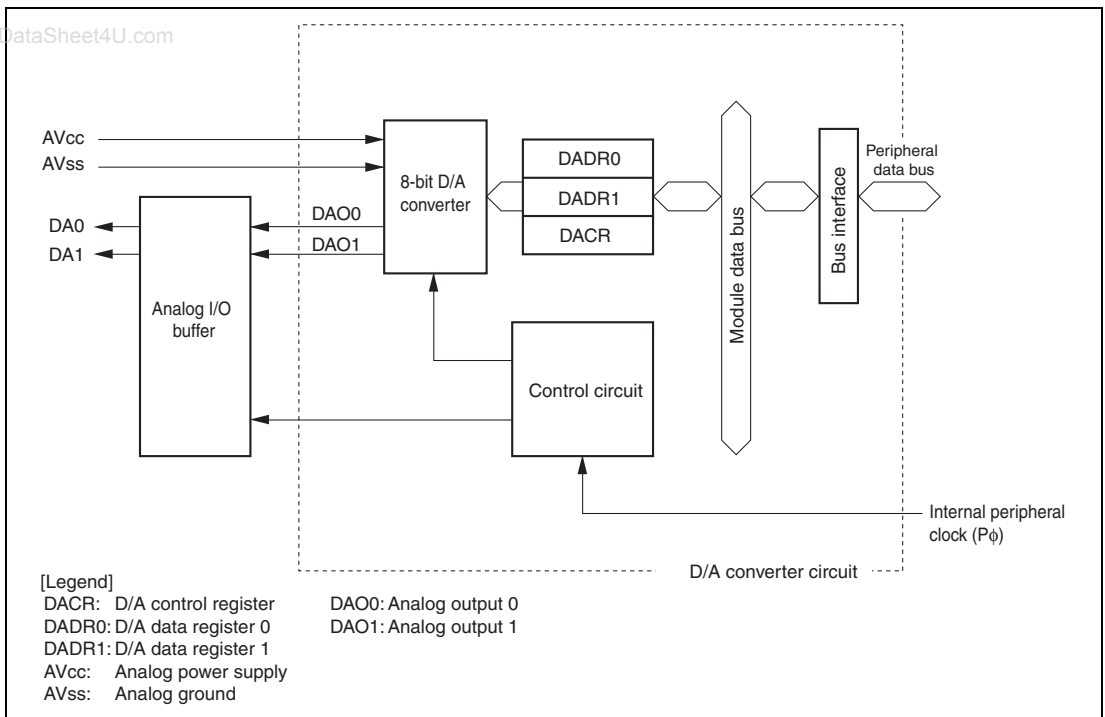 DataSheet4U.com
AVcc
AVss
8-bit D/A
converter
DADR0
DADR1
DACR
Module data bus
Bus interface
Peripheral
data bus
DA0
DA1
DAO0
DAO1
Analog I/O
buffer
Control circuit
Internal peripheral
clock (Pϕ)
D/A converter circuit
[Legend]
DACR: D/A control register
DADR0: D/A data register 0
DADR1: D/A data register 1
AVcc: Analog power supply
AVss: Analog ground
DAO0: Analog output 0
DAO1: Analog output 1